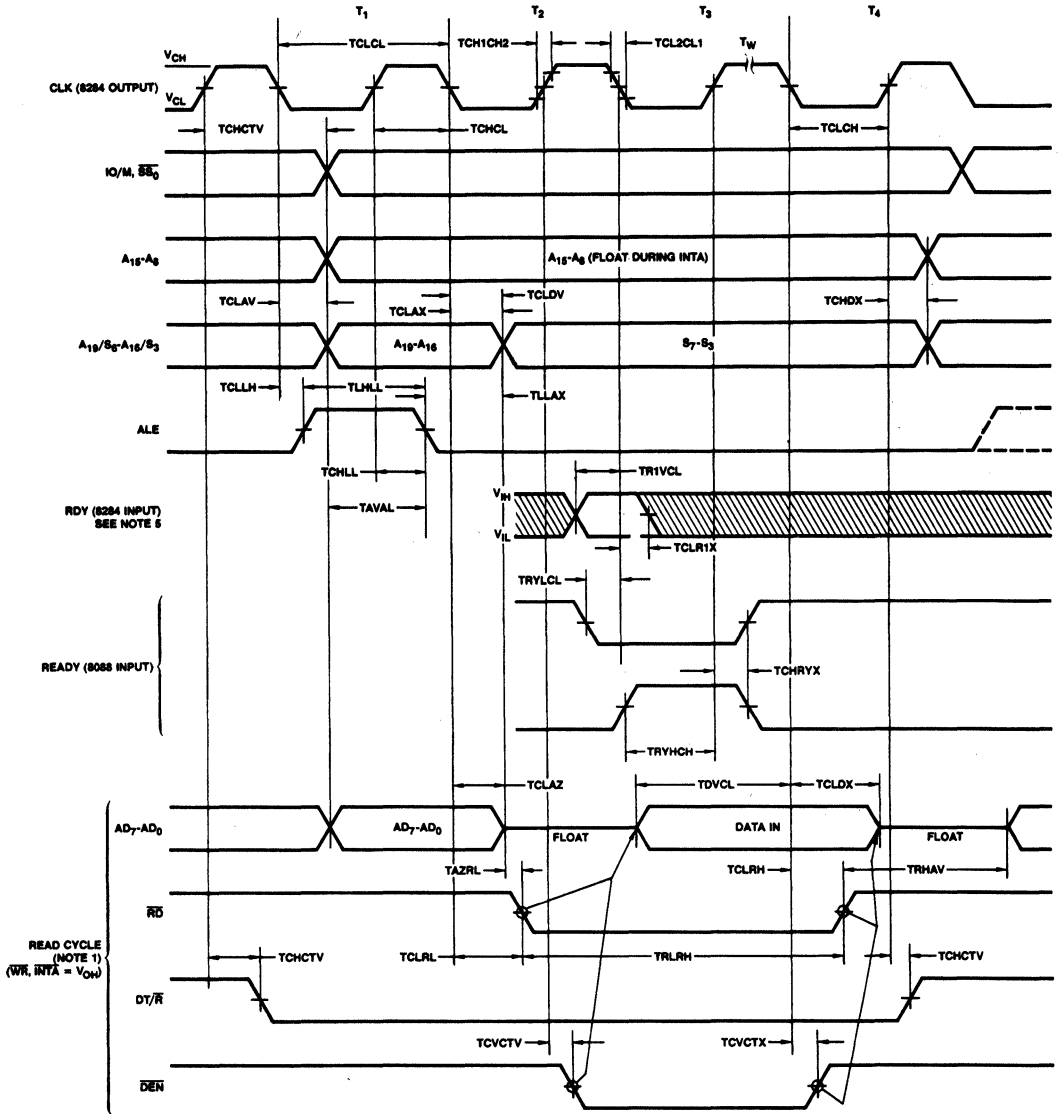 T1 T2 T3 T4
TCLCL TCH1CH2 TCL2CL1 TW
VCH
CLK (8284 OUTPUT)
VCL
TCHCTV TCHCL TCLCH
IO/M, SS0
A15-A8
A15-A8 (FLOAT DURING INTA)
TCLAV TCLDV TCHDX
TCLAX
A19/S6-A16/S3
A19-A16 S7-S3
TCLLH TLHLL TLLAX
ALE
TCHLL TR1VCL
TAVAL
VIH
RDY (8284 INPUT)
SEE NOTE 5
VIL
TCLR1X
TRYLCL
READY (8088 INPUT)
TCHRYX
TRYHCH
TCLAZ TDVCL TCLDX
AD7-AD0 AD7-AD0 FLOAT DATA IN FLOAT
TAZRL TCLRH TRHAV
RD
READ CYCLE
(NOTE 1)
(WR, INTA = VOH)
TCHCTV TCLRL TRLRH TCHCTV
DT/R
TCVCTV TCVCTX
DEN